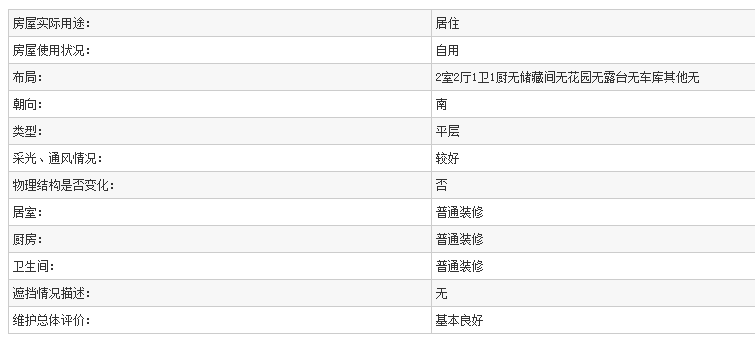 房屋实际用途: 居住
房屋使用状况: 自用
布局: 2室2厅1卫1厨无储藏间无花园无露台无车库其他无
朝向: 南
类型: 平层
采光、通风情况: 较好
物理结构是否变化: 否
居室: 普通装修
厨房: 普通装修
卫生间: 普通装修
遮挡情况描述: 无
维护总体评价: 基本良好